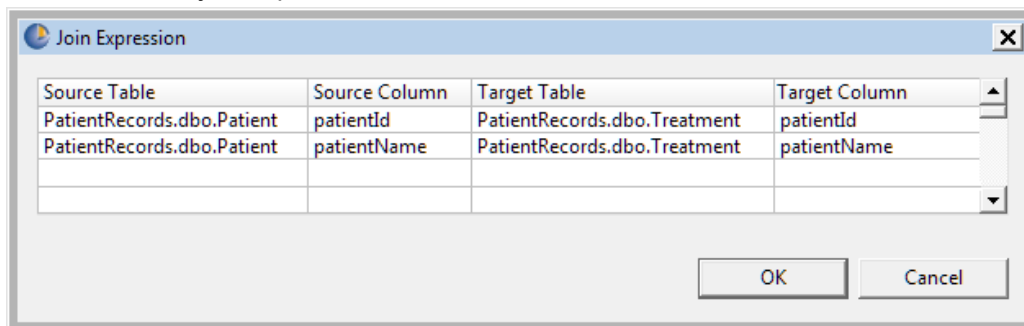 Join Expression
Source Table Source Column Target Table Target Column
PatientRecords.dbo.Patient patientId PatientRecords.dbo.Treatment patientId
PatientRecords.dbo.Patient patientName PatientRecords.dbo.Treatment patientName
OK Cancel